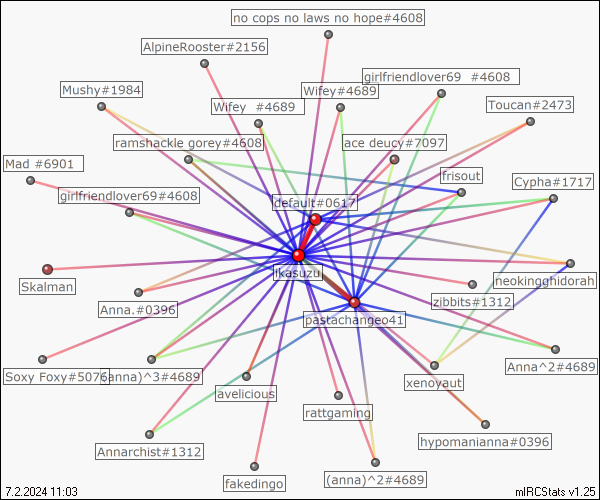 no cops no laws no hope#4608
AlpineRooster#2156
girlfriendlover69 #4608
Mushy#1984
Wifey#4689
Wifey #4689
Toucan#2473
ramshackle gorey#4608
ace deucy#7097
Mad #6901
frisout
Cypha#1717
girlfriendlover69#4608
default#0617
likasuzu
Skalman
neokingghidorah
Anna.#0396
zibbits#1312
pastachangeo41
Soxy Foxy#5076
(anna)^3#4689
Anna^2#4689
xenoyaut
avelicious
rattgaming
Annarchist#1312
hypomanianna#0396
fakedingo
(anna)^2#4689
7.2.2024 11:03
mIRCStats v1.25